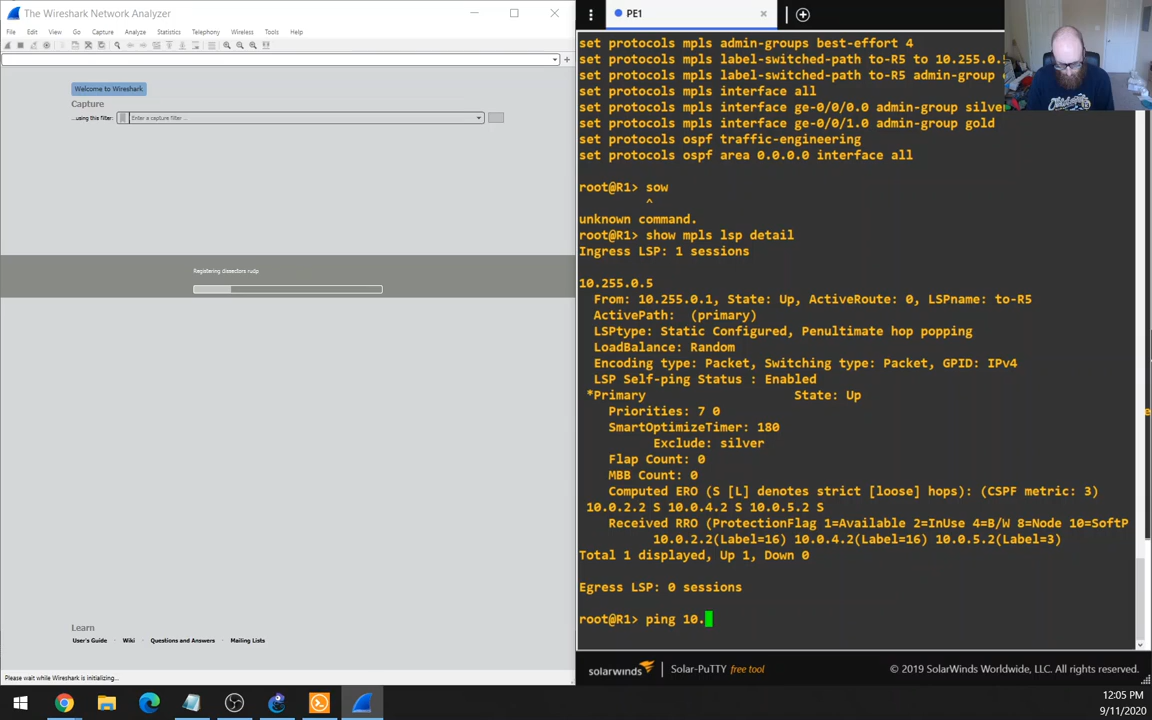 The Wireshark Network Analyzer
File Edit View Go Capture Analyze Statistics Telephony Wireless Tools Help
Welcome to Wireshark
Capture
...using this filter: Enter a capture filter ...
Registering dissectors rudp
Learn
User's Guide · Wiki · Questions and Answers · Mailing Lists
Please wait while Wireshark is initializing...
PE1
set protocols mpls admin-groups best-effort 4
set protocols mpls label-switched-path to-R5 to 10.255.0.
set protocols mpls label-switched-path to-R5 admin-group
set protocols mpls interface all
set protocols mpls interface ge-0/0/0.0 admin-group silver
set protocols mpls interface ge-0/0/1.0 admin-group gold
set protocols ospf traffic-engineering
set protocols ospf area 0.0.0.0 interface all
root@R1> sow
^
unknown command.
root@R1> show mpls lsp detail
Ingress LSP: 1 sessions
10.255.0.5
From: 10.255.0.1, State: Up, ActiveRoute: 0, LSPname: to-R5
ActivePath: (primary)
LSPtype: Static Configured, Penultimate hop popping
LoadBalance: Random
Encoding type: Packet, Switching type: Packet, GPID: IPv4
LSP Self-ping Status : Enabled
*Primary State: Up
Priorities: 7 0
SmartOptimizeTimer: 180
Exclude: silver
Flap Count: 0
MBB Count: 0
Computed ERO (S [L] denotes strict [loose] hops): (CSPF metric: 3)
10.0.2.2 S 10.0.4.2 S 10.0.5.2 S
Received RRO (ProtectionFlag 1=Available 2=InUse 4=B/W 8=Node 10=SoftP
10.0.2.2(Label=16) 10.0.4.2(Label=16) 10.0.5.2(Label=3)
Total 1 displayed, Up 1, Down 0
Egress LSP: 0 sessions
root@R1> ping 10.
solarwinds Solar-PuTTY free tool © 2019 SolarWinds Worldwide, LLC. All rights reserved.
12:05 PM
9/11/2020